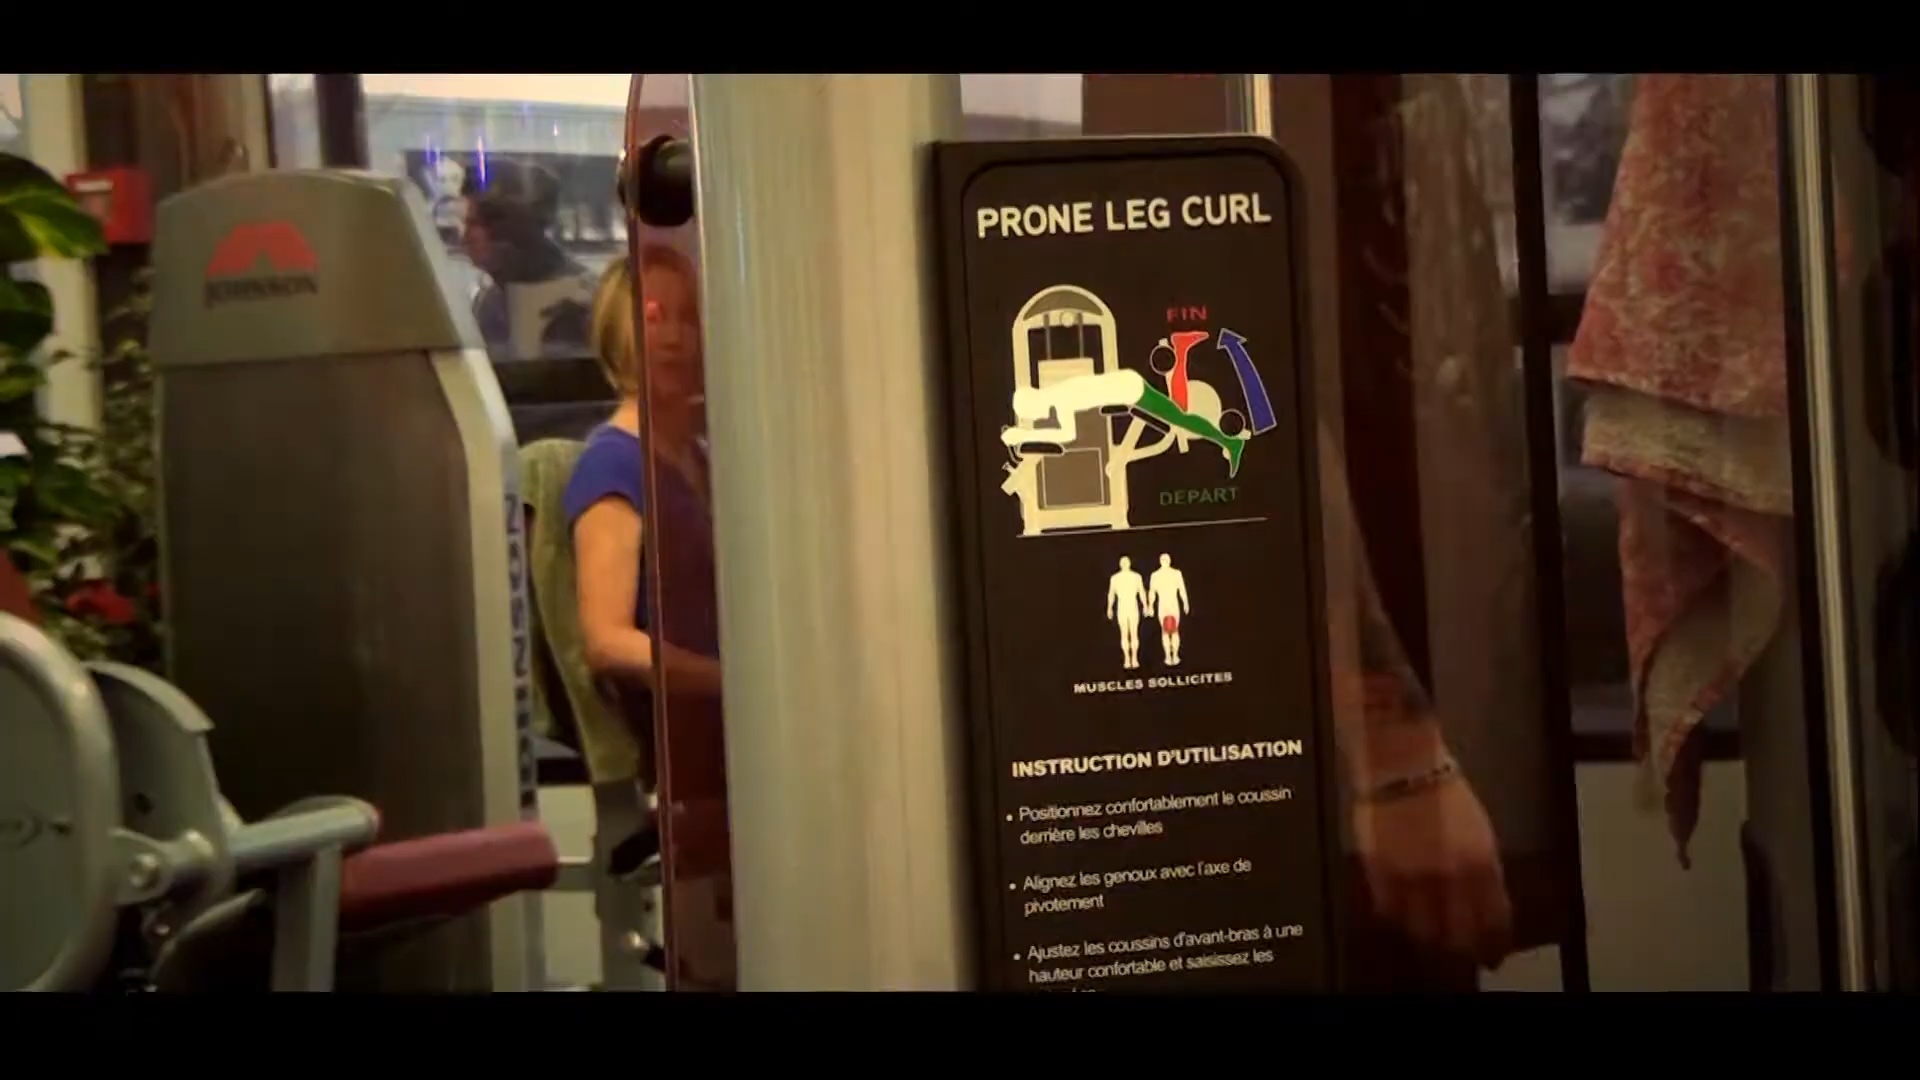 JOHNSON
JOHNSON
PRONE LEG CURL
FIN
DEPART
MUSCLES SOLLICITES
INSTRUCTION D'UTILISATION
• Positionnez confortablement le coussin
derrière les chevilles
• Alignez les genoux avec l'axe de
pivotement
• Ajustez les coussins d'avant-bras à une
hauteur confortable et saisissez les